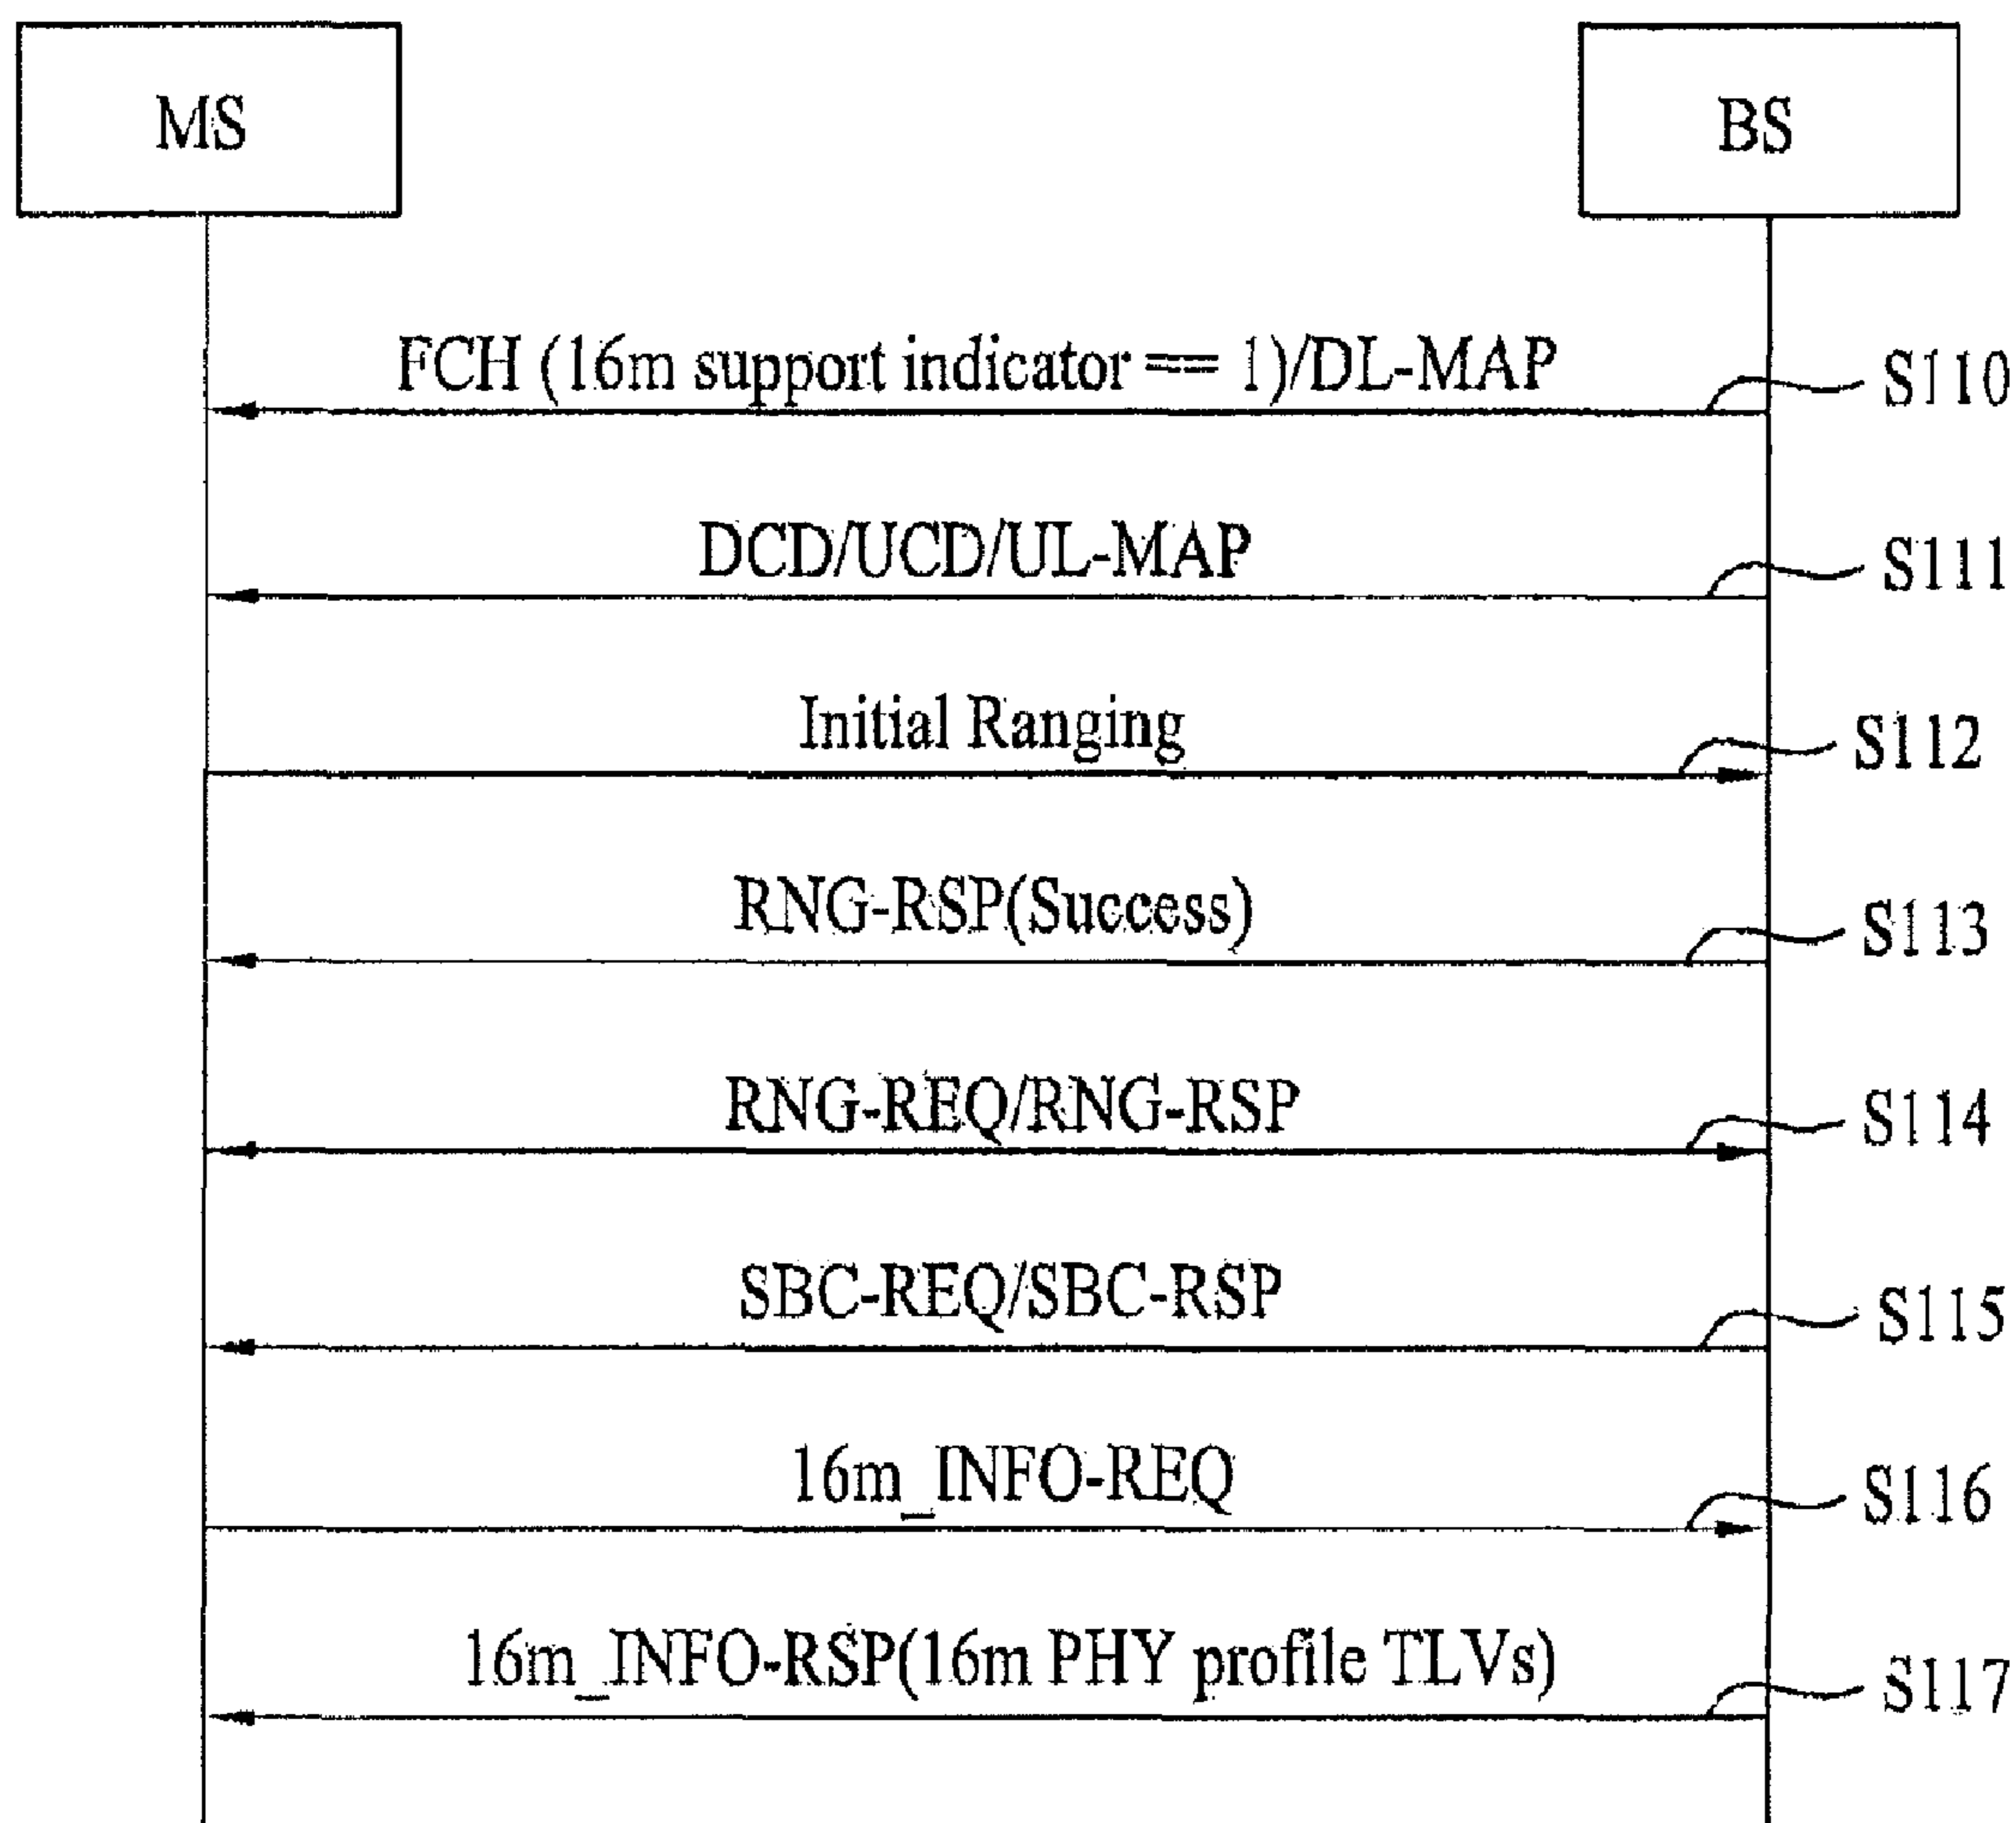 MS
BS
FCH (16m support indicator == 1)/DL-MAP
S110
DCD/UCD/UL-MAP
S111
Initial Ranging
S112
RNG-RSP(Success)
S113
RNG-REQ/RNG-RSP
S114
SBC-REQ/SBC-RSP
S115
16m_INFO-REQ
S116
16m_INFO-RSP(16m PHY profile TLVs)
S117